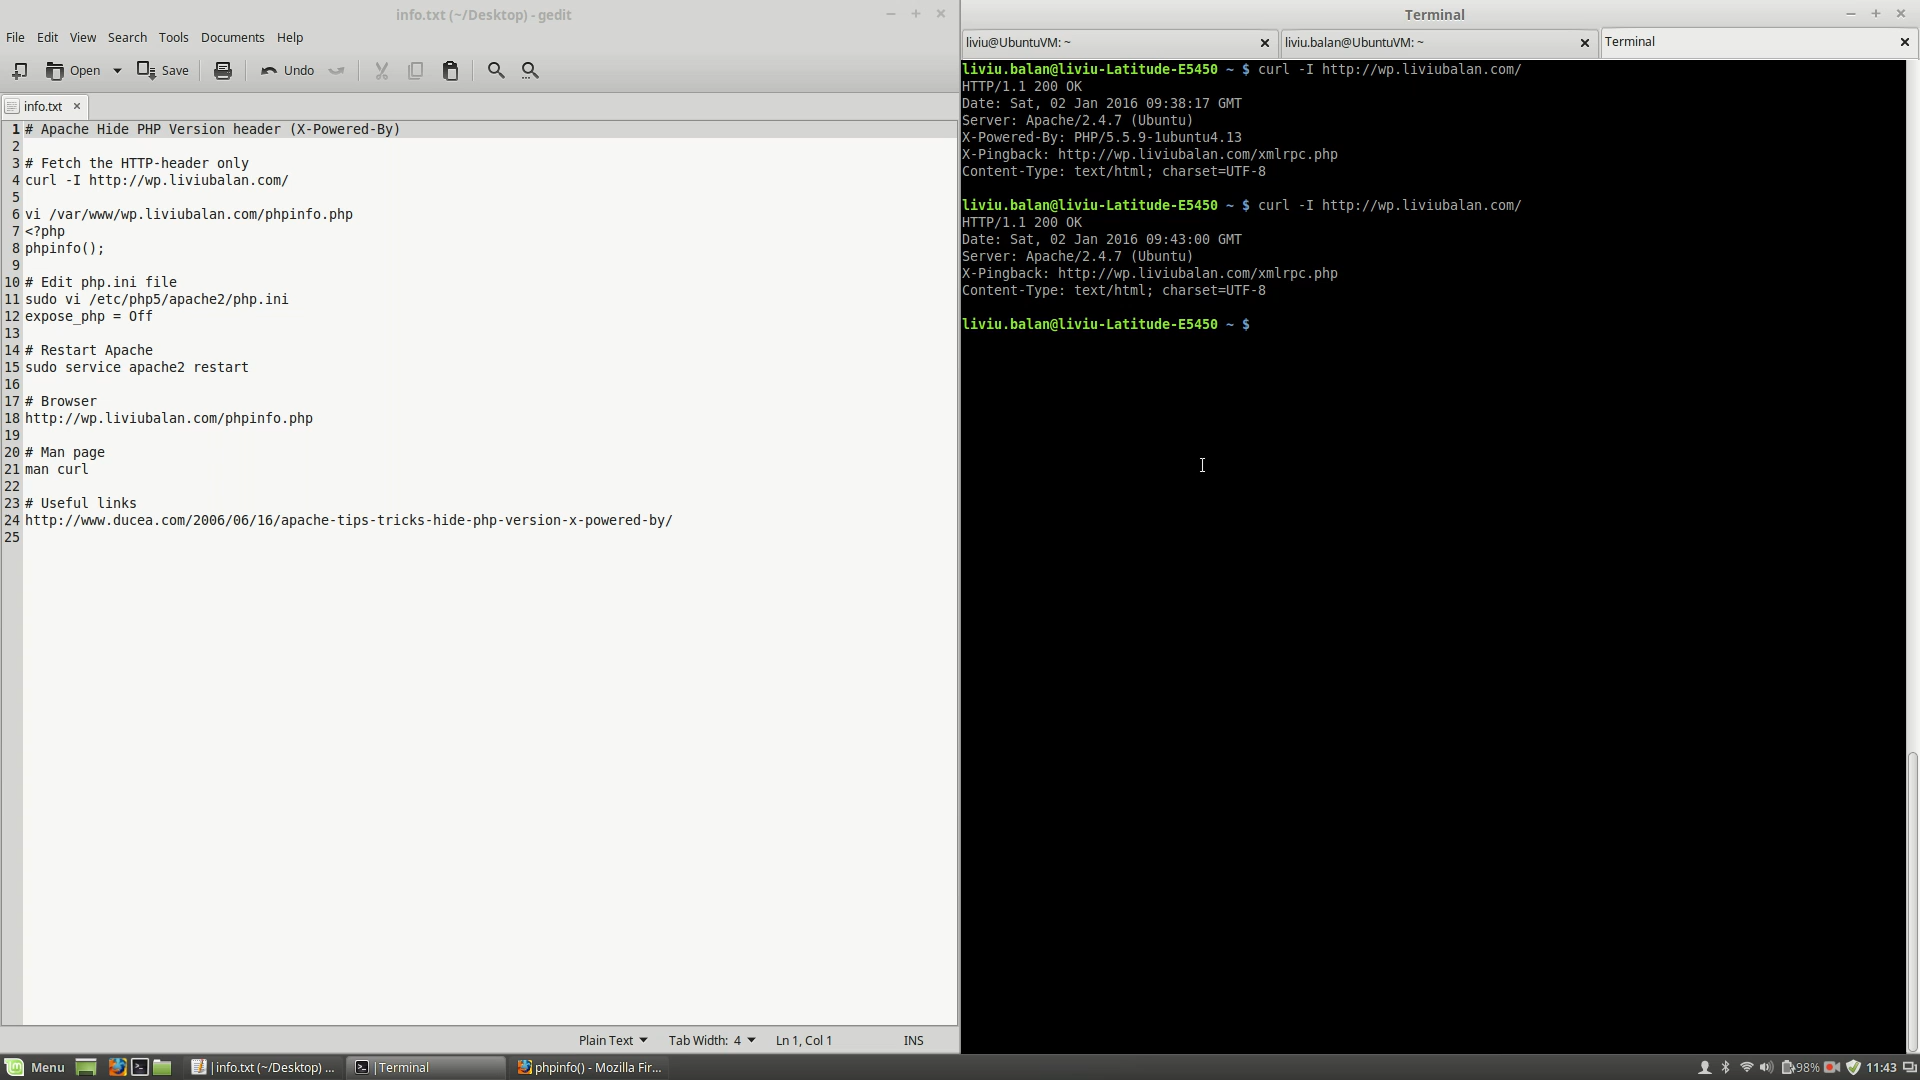 info.txt (~/Desktop) - gedit
File Edit View Search Tools Documents Help
Open Save Undo
info.txt
1 # Apache Hide PHP Version header (X-Powered-By)
2
3 # Fetch the HTTP-header only
4 curl -I http://wp.liviubalan.com/
5
6 vi /var/www/wp.liviubalan.com/phpinfo.php
7 <?php
8 phpinfo();
9
10 # Edit php.ini file
11 sudo vi /etc/php5/apache2/php.ini
12 expose_php = Off
13
14 # Restart Apache
15 sudo service apache2 restart
16
17 # Browser
18 http://wp.liviubalan.com/phpinfo.php
19
20 # Man page
21 man curl
22
23 # Useful links
24 http://www.ducea.com/2006/06/16/apache-tips-tricks-hide-php-version-x-powered-by/
25
Plain Text Tab Width: 4 Ln 1, Col 1 INS
Terminal
liviu@UbuntuVM: ~ liviu.balan@UbuntuVM: ~ Terminal
liviu.balan@liviu-Latitude-E5450 ~ $ curl -I http://wp.liviubalan.com/
HTTP/1.1 200 OK
Date: Sat, 02 Jan 2016 09:38:17 GMT
Server: Apache/2.4.7 (Ubuntu)
X-Powered-By: PHP/5.5.9-1ubuntu4.13
X-Pingback: http://wp.liviubalan.com/xmlrpc.php
Content-Type: text/html; charset=UTF-8
liviu.balan@liviu-Latitude-E5450 ~ $ curl -I http://wp.liviubalan.com/
HTTP/1.1 200 OK
Date: Sat, 02 Jan 2016 09:43:00 GMT
Server: Apache/2.4.7 (Ubuntu)
X-Pingback: http://wp.liviubalan.com/xmlrpc.php
Content-Type: text/html; charset=UTF-8
liviu.balan@liviu-Latitude-E5450 ~ $
Menu |info.txt (~/Desktop) ... |Terminal phpinfo() - Mozilla Fir... 98% 11:43